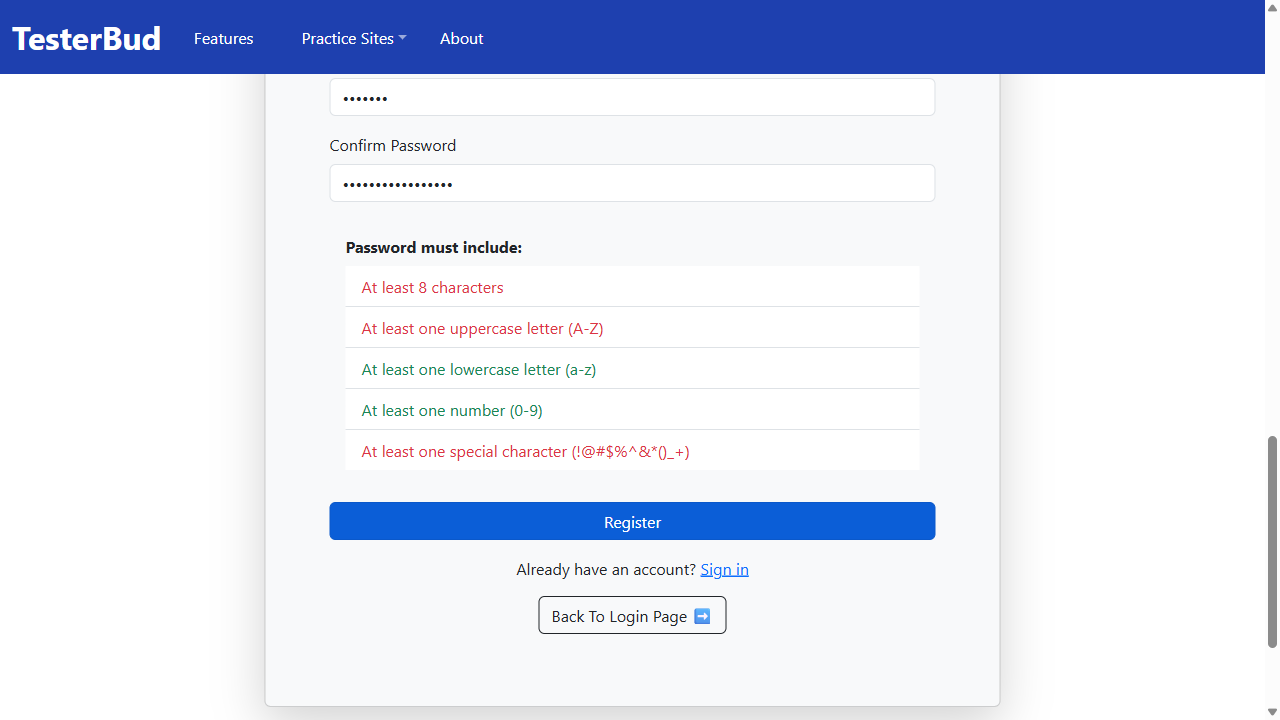 TesterBud Features Practice Sites About
•••••••
Confirm Password
•••••••••••••••••
Password must include:
At least 8 characters
At least one uppercase letter (A-Z)
At least one lowercase letter (a-z)
At least one number (0-9)
At least one special character (!@#$%^&*()_+)
Register
Already have an account? Sign in
Back To Login Page ➡️